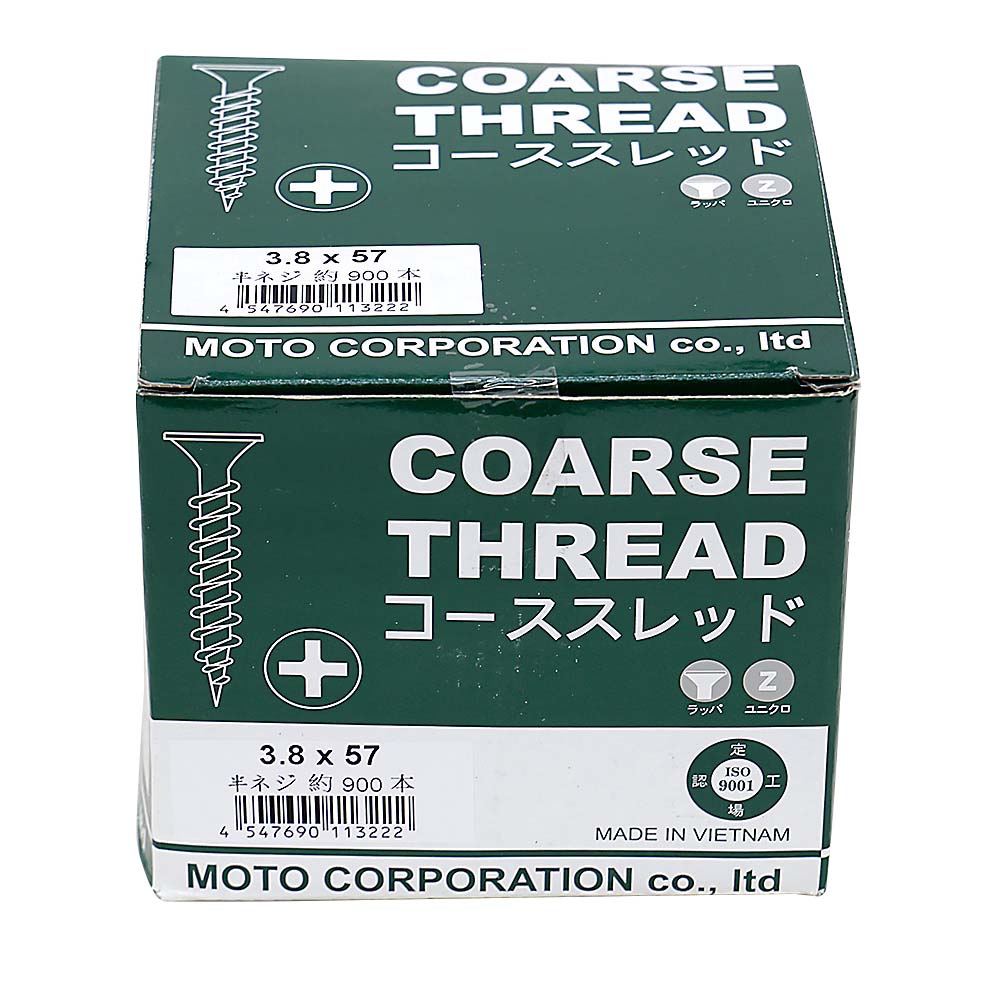 COARSE
THREAD
コーススレッド
Z
ラッパ ユニクロ
3.8 x 57
半ネジ 約 900 本
4 547690 113222
MOTO CORPORATION co., ltd
COARSE
THREAD
コーススレッド
Z
ラッパ ユニクロ
3.8 x 57
半ネジ 約 900 本
4 547690 113222
定
認 ISO 工
9001
場
MADE IN VIETNAM
MOTO CORPORATION co., ltd